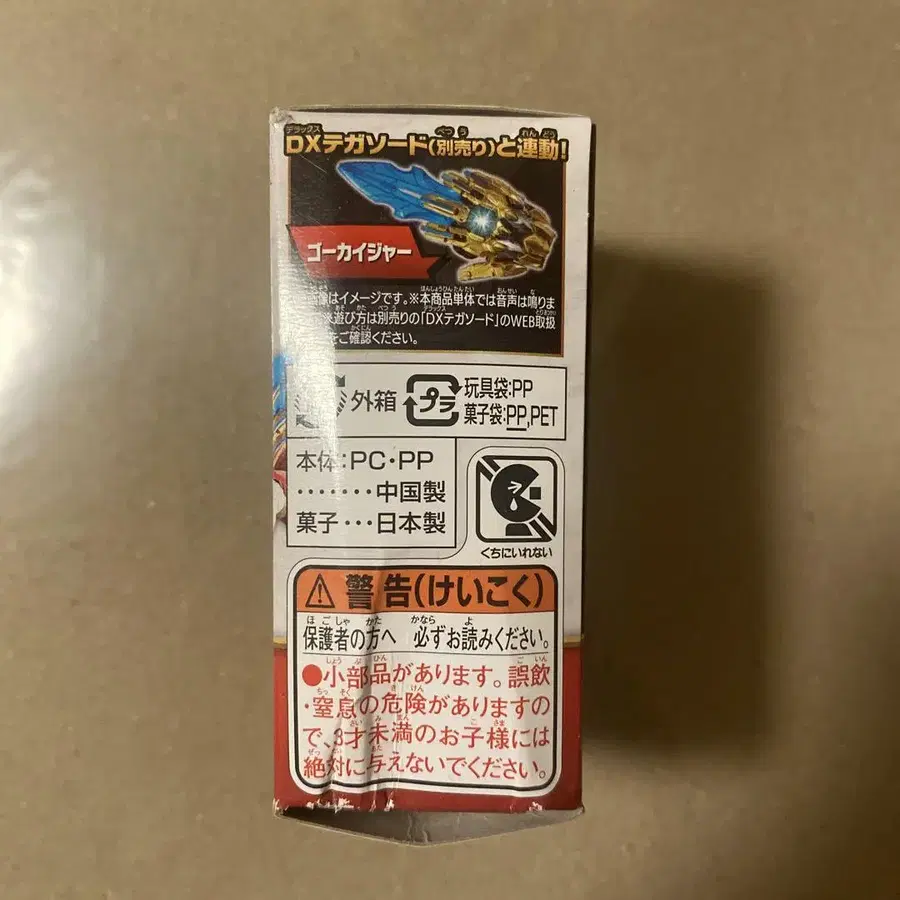 DXテガソード(別売り)と連動!
ゴーカイジャー
像はイメージです。※本商品単体では音声は鳴りま
※遊び方は別売りの「DXテガソード」のWEB取扱
をご確認ください。
外箱
プラ
玩具袋:PP
菓子袋:PP,PET
本体:PC・PP
・・・・・・・中国製
菓子・・・日本製
くちにいれない
警告(けいこく)
保護者の方へ 必ずお読みください。
●小部品があります。誤飲
・窒息の危険がありますの
で、3才未満のお子様には
絶対に与えないでください。